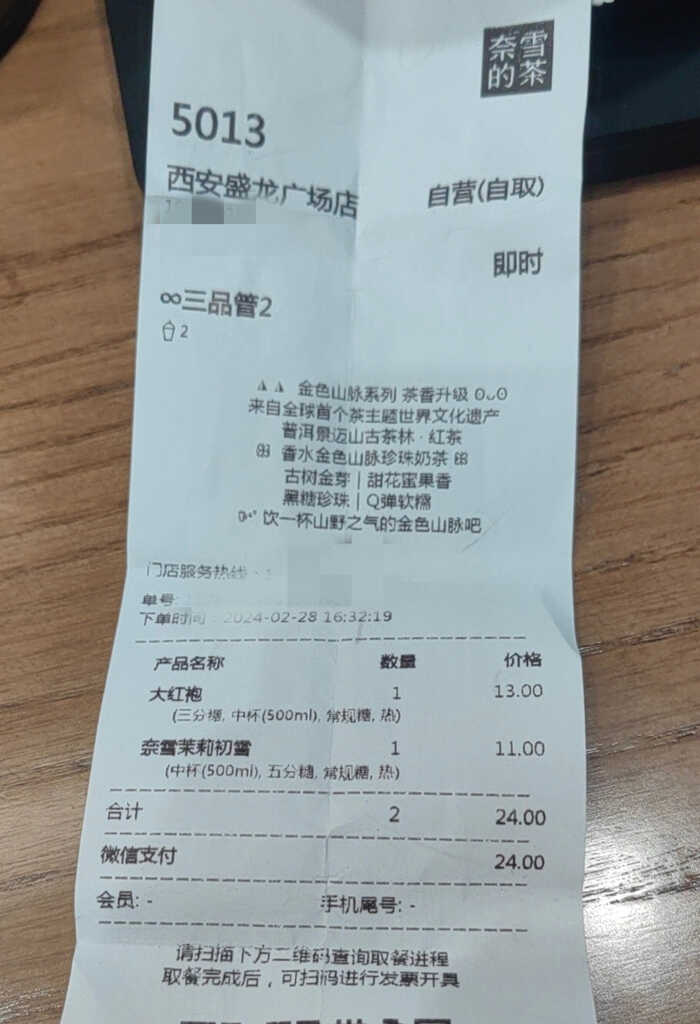 奈雪
的茶
5013
西安盛龙广场店
自营(自取)
即时
∞三品管2
2
金色山脉系列 茶香升级 0ᴗ0
来自全球首个茶主题世界文化遗产
普洱景迈山古茶林·红茶
香水金色山脉珍珠奶茶
古树金芽｜甜花蜜果香
黑糖珍珠｜Q弹软糯
饮一杯山野之气的金色山脉吧
门店服务热线:
单号:
下单时间: 2024-02-28 16:32:19
产品名称 数量 价格
大红袍 1 13.00
(三分糖, 中杯(500ml), 常规糖, 热)
奈雪茉莉初雪 1 11.00
(中杯(500ml), 五分糖, 常规糖, 热)
合计 2 24.00
微信支付 24.00
会员: - 手机尾号: -
请扫描下方二维码查询取餐进程
取餐完成后，可扫码进行发票开具